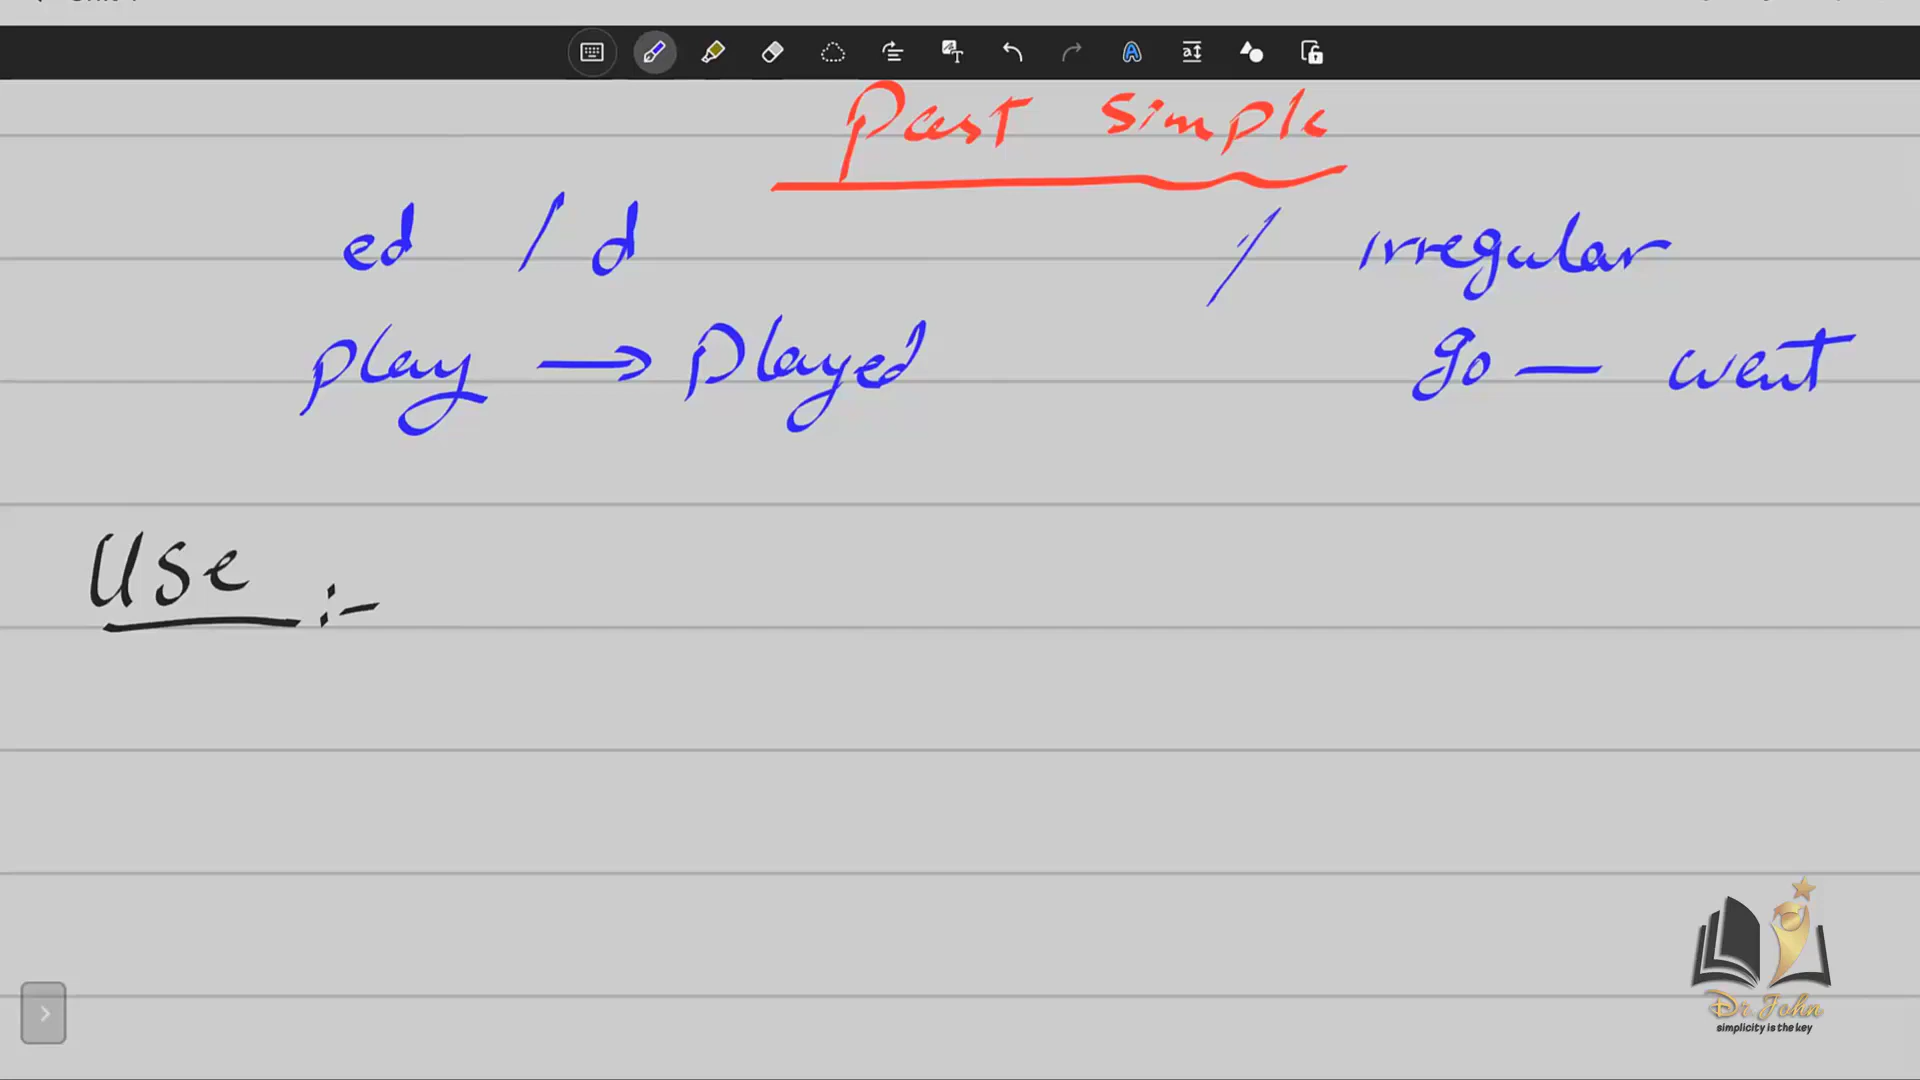 Past simple
ed / d / irregular
play → played go — went
Use :-
Dr. John
simplicity is the key